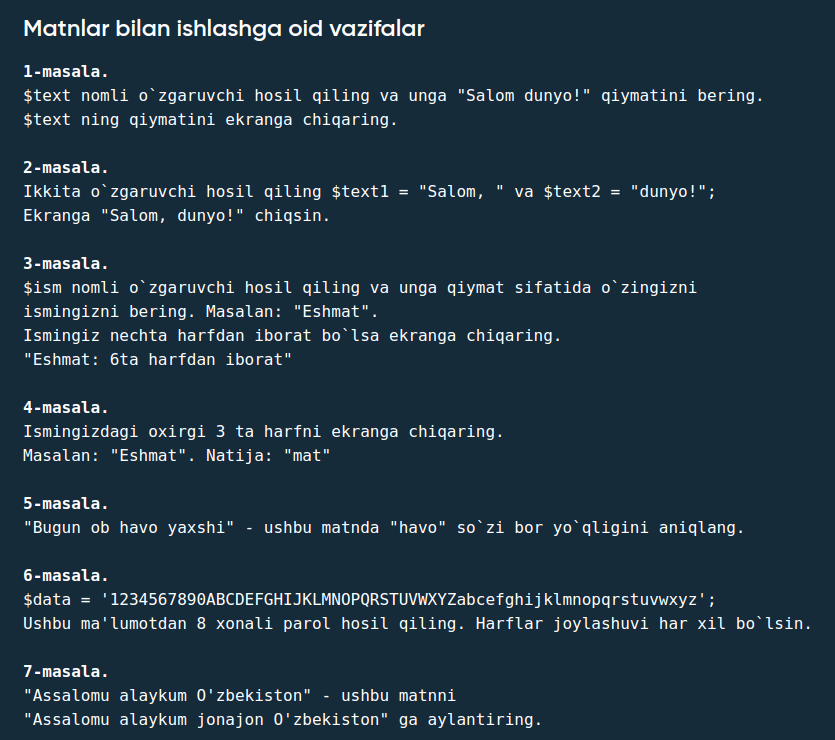 Matnlar bilan ishlashga oid vazifalar
1-masala.
$text nomli o`zgaruvchi hosil qiling va unga "Salom dunyo!" qiymatini bering.
$text ning qiymatini ekranga chiqaring.
2-masala.
Ikkita o`zgaruvchi hosil qiling $text1 = "Salom, " va $text2 = "dunyo!";
Ekranga "Salom, dunyo!" chiqsin.
3-masala.
$ism nomli o`zgaruvchi hosil qiling va unga qiymat sifatida o`zingizni
ismingizni bering. Masalan: "Eshmat".
Ismingiz nechta harfdan iborat bo`lsa ekranga chiqaring.
"Eshmat: 6ta harfdan iborat"
4-masala.
Ismingizdagi oxirgi 3 ta harfni ekranga chiqaring.
Masalan: "Eshmat". Natija: "mat"
5-masala.
"Bugun ob havo yaxshi" - ushbu matnda "havo" so`zi bor yo`qligini aniqlang.
6-masala.
$data = '1234567890ABCDEFGHIJKLMNOPQRSTUVWXYZabcefghijklmnopqrstuvwxyz';
Ushbu ma'lumotdan 8 xonali parol hosil qiling. Harflar joylashuvi har xil bo`lsin.
7-masala.
"Assalomu alaykum O'zbekiston" - ushbu matnni
"Assalomu alaykum jonajon O'zbekiston" ga aylantiring.